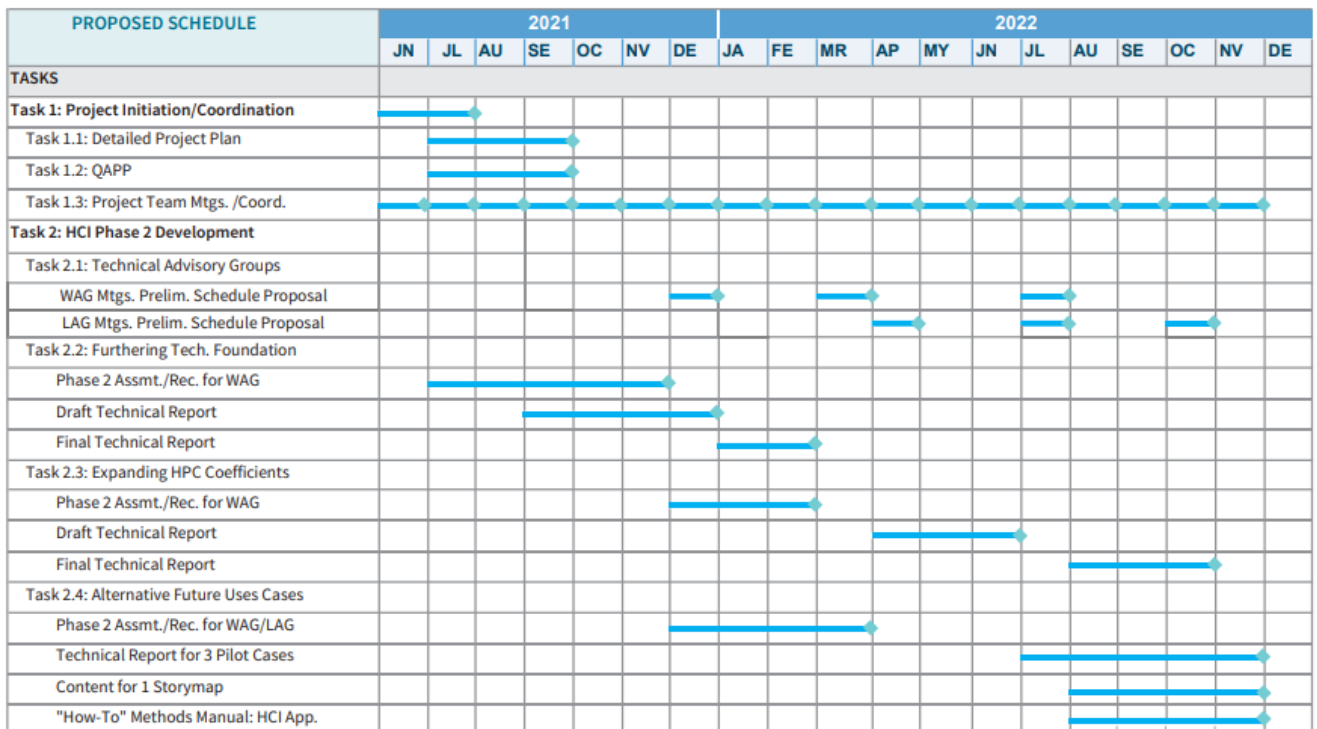 PROPOSED SCHEDULE 2021 2022
JN JL AU SE OC NV DE JA FE MR AP MY JN JL AU SE OC NV DE
TASKS
Task 1: Project Initiation/Coordination
Task 1.1: Detailed Project Plan
Task 1.2: QAPP
Task 1.3: Project Team Mtgs. /Coord.
Task 2: HCI Phase 2 Development
Task 2.1: Technical Advisory Groups
WAG Mtgs. Prelim. Schedule Proposal
LAG Mtgs. Prelim. Schedule Proposal
Task 2.2: Furthering Tech. Foundation
Phase 2 Assmt./Rec. for WAG
Draft Technical Report
Final Technical Report
Task 2.3: Expanding HPC Coefficients
Phase 2 Assmt./Rec. for WAG
Draft Technical Report
Final Technical Report
Task 2.4: Alternative Future Uses Cases
Phase 2 Assmt./Rec. for WAG/LAG
Technical Report for 3 Pilot Cases
Content for 1 Storymap
"How-To" Methods Manual: HCI App.